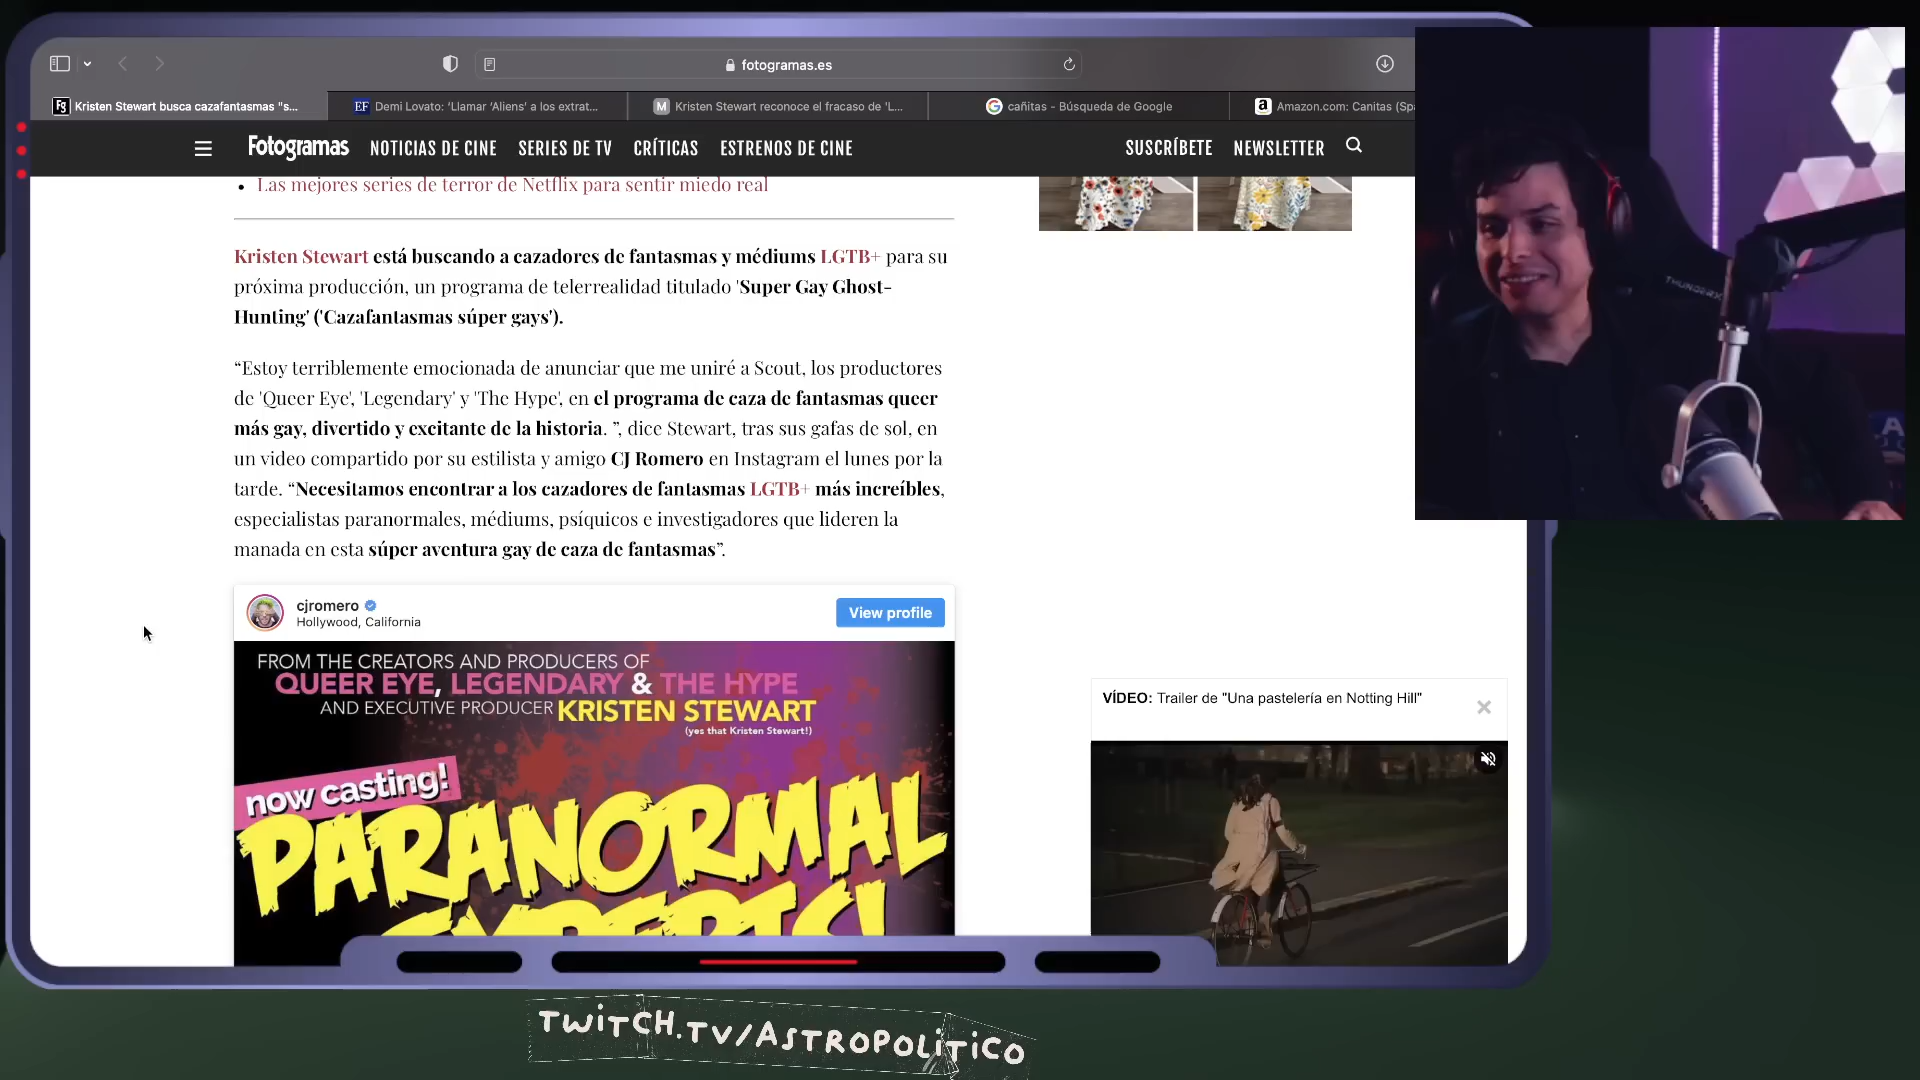 fotogramas.es
Kristen Stewart busca cazafantasmas "s...
EF Demi Lovato: 'Llamar 'Aliens' a los extrat...
M Kristen Stewart reconoce el fracaso de 'L...
cañitas - Búsqueda de Google
Amazon.com: Canitas (Spa
Fotogramas NOTICIAS DE CINE SERIES DE TV CRÍTICAS ESTRENOS DE CINE SUSCRÍBETE NEWSLETTER
Las mejores series de terror de Netflix para sentir miedo real
Kristen Stewart está buscando a cazadores de fantasmas y médiums LGTB+ para su
próxima producción, un programa de telerrealidad titulado 'Super Gay Ghost-
Hunting' ('Cazafantasmas súper gays').
“Estoy terriblemente emocionada de anunciar que me uniré a Scout, los productores
de 'Queer Eye', 'Legendary' y 'The Hype', en el programa de caza de fantasmas queer
más gay, divertido y excitante de la historia. ”, dice Stewart, tras sus gafas de sol, en
un video compartido por su estilista y amigo CJ Romero en Instagram el lunes por la
tarde. “Necesitamos encontrar a los cazadores de fantasmas LGTB+ más increíbles,
especialistas paranormales, médiums, psíquicos e investigadores que lideren la
manada en esta súper aventura gay de caza de fantasmas”.
cjromero
Hollywood, California
View profile
FROM THE CREATORS AND PRODUCERS OF
QUEER EYE, LEGENDARY & THE HYPE
AND EXECUTIVE PRODUCER KRISTEN STEWART
(yes that Kristen Stewart!)
now casting!
PARANORMAL
EXPERTS!
VÍDEO: Trailer de "Una pastelería en Notting Hill"
TWITCH.TV/ASTROPOLITICO